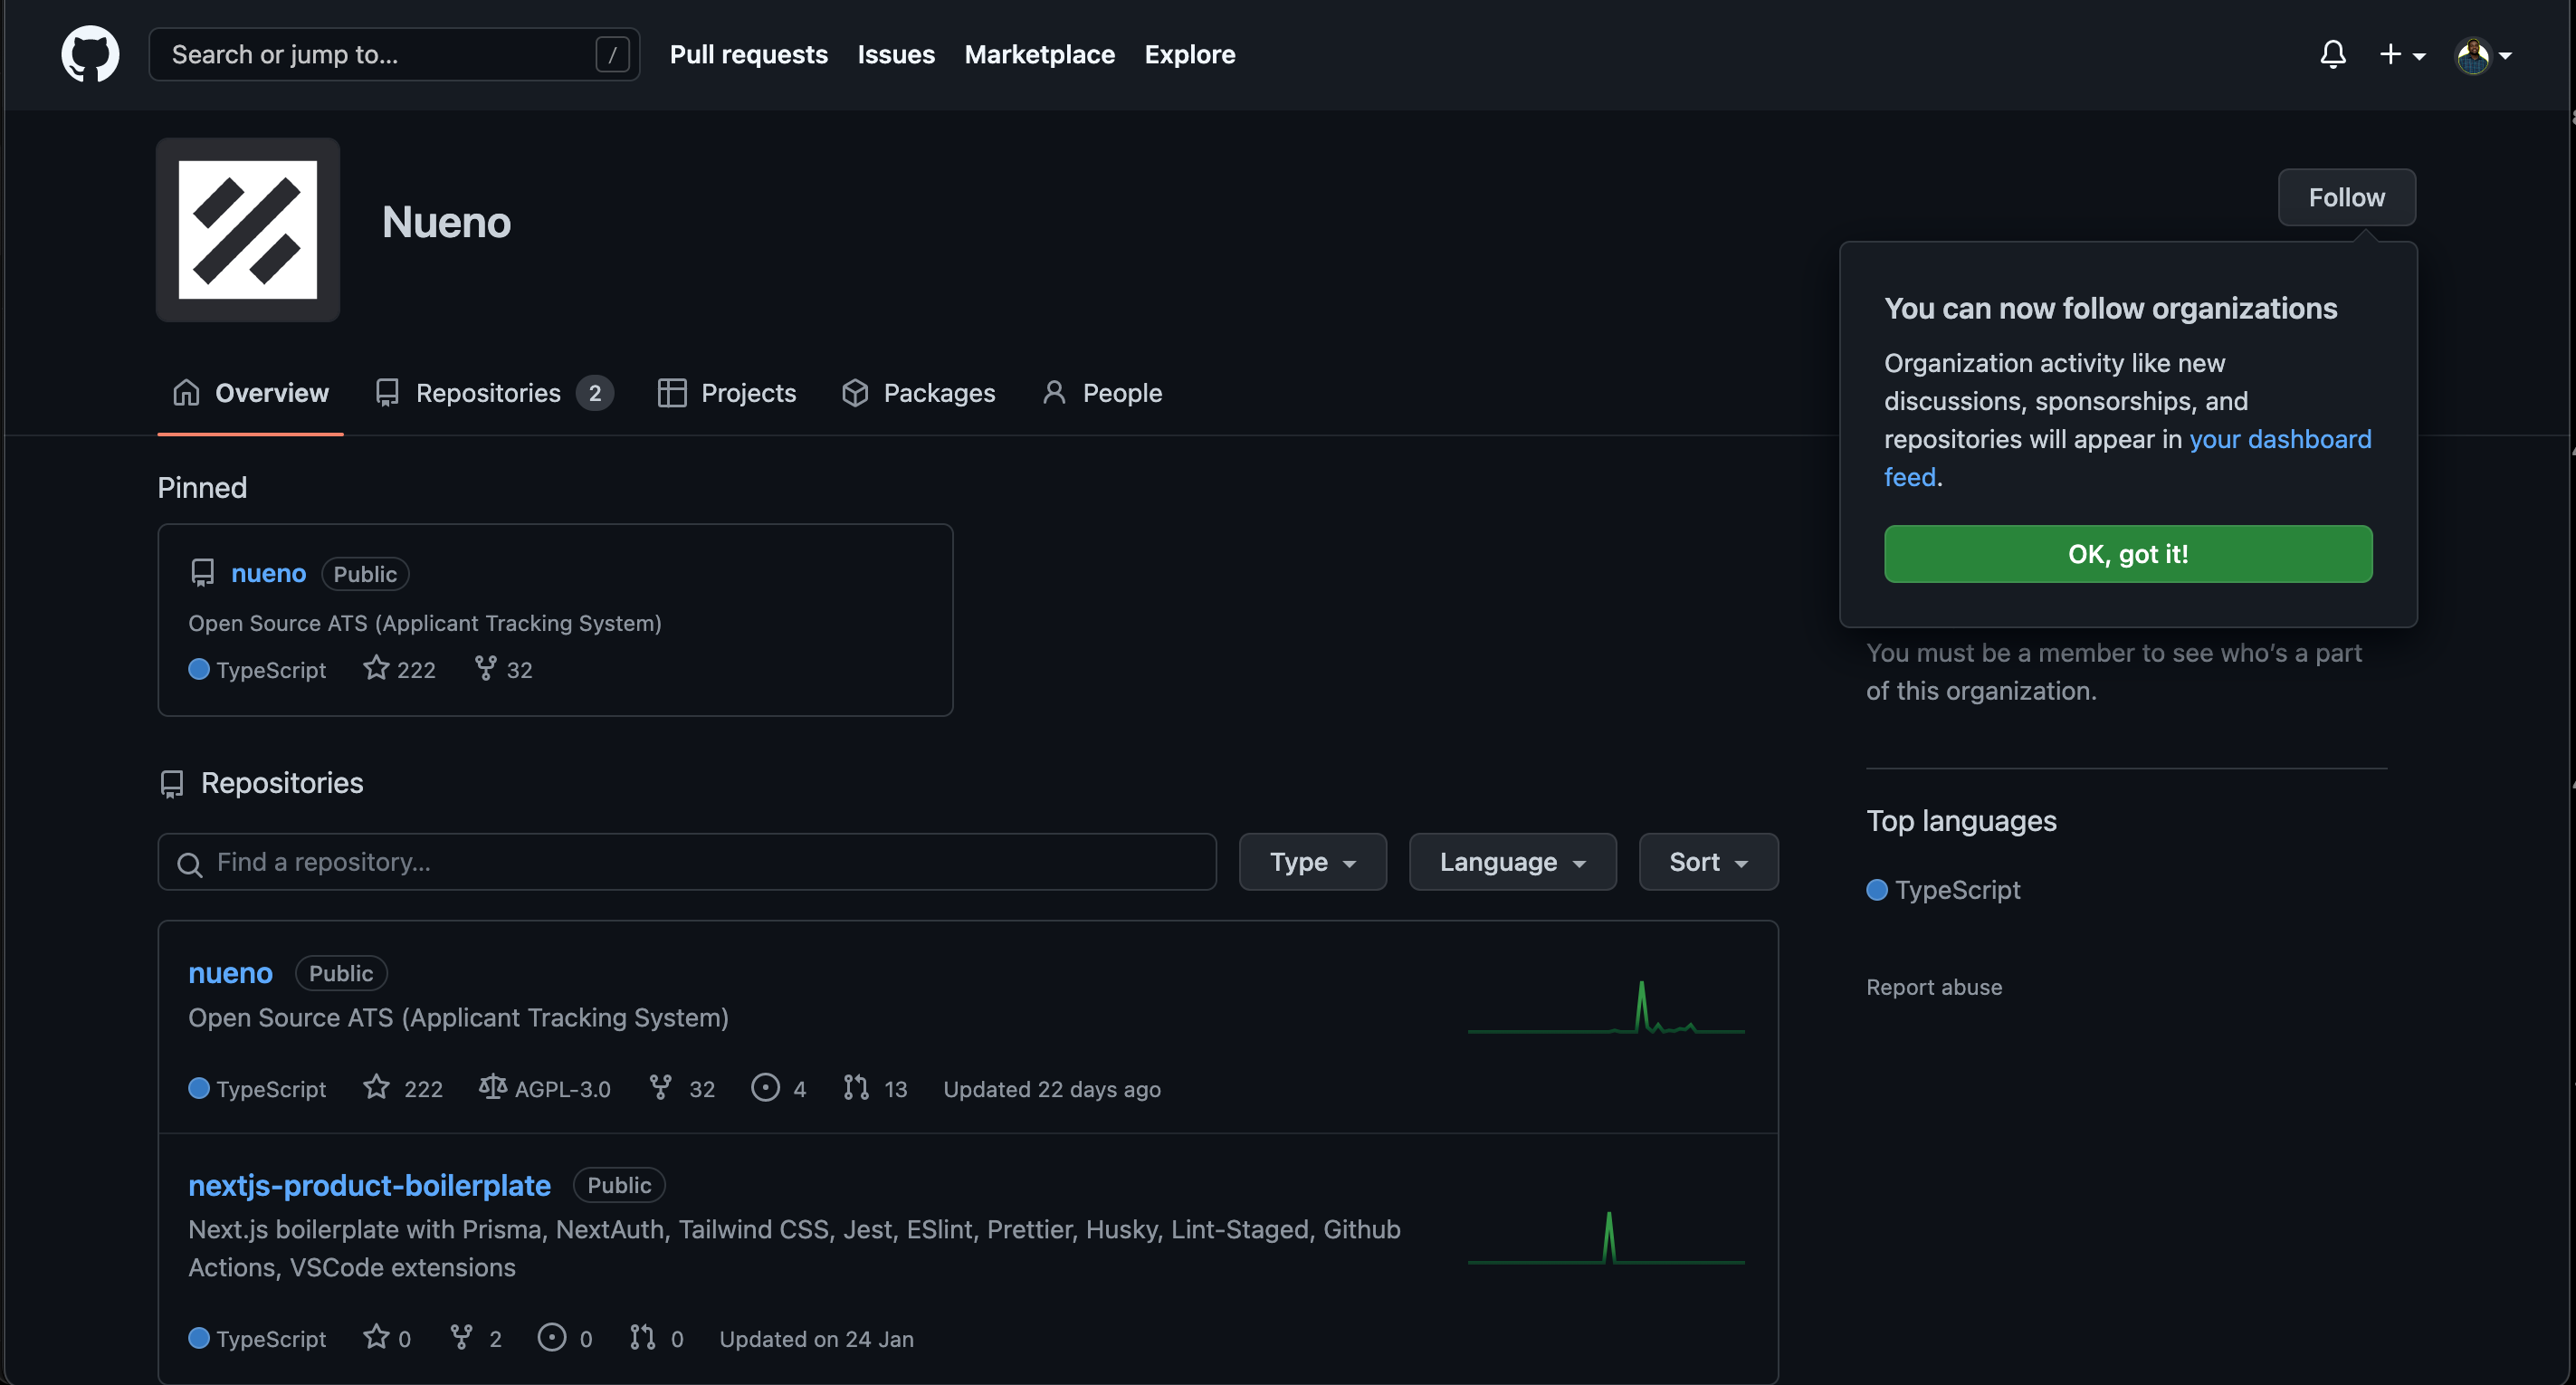 Search or jump to... /
Pull requests
Issues
Marketplace
Explore
Nueno
Follow
You can now follow organizations
Organization activity like new
discussions, sponsorships, and
repositories will appear in your dashboard
feed.
OK, got it!
Overview
Repositories 2
Projects
Packages
People
Pinned
nueno Public
Open Source ATS (Applicant Tracking System)
TypeScript 222 32
You must be a member to see who's a part
of this organization.
Repositories
Find a repository...
Type
Language
Sort
nueno Public
Open Source ATS (Applicant Tracking System)
TypeScript 222 AGPL-3.0 32 4 13 Updated 22 days ago
nextjs-product-boilerplate Public
Next.js boilerplate with Prisma, NextAuth, Tailwind CSS, Jest, ESlint, Prettier, Husky, Lint-Staged, Github
Actions, VSCode extensions
TypeScript 0 2 0 0 Updated on 24 Jan
Top languages
TypeScript
Report abuse